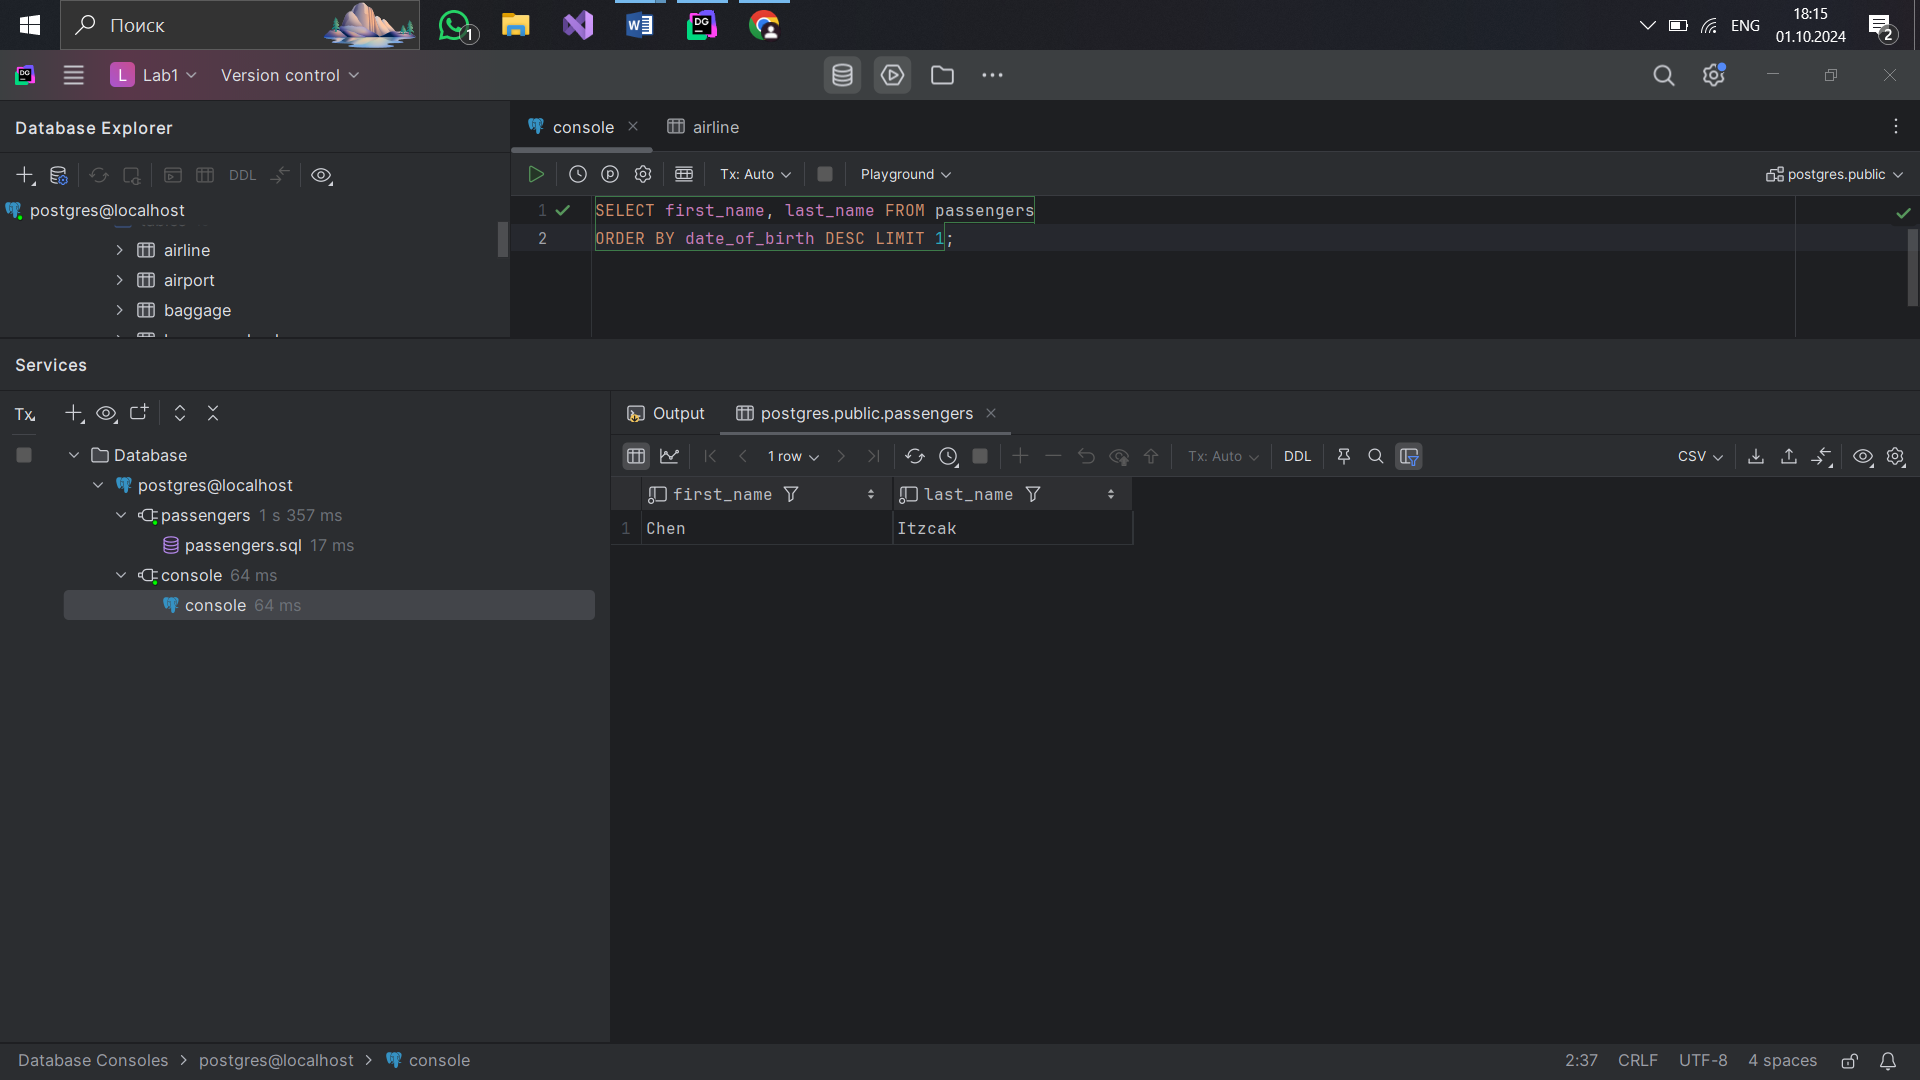 Поиск
1
ENG
18:15
01.10.2024
2
DG
L Lab1
Version control
Database Explorer
console
airline
DDL
Tx: Auto
Playground
postgres.public
postgres@localhost
airline
airport
baggage
1 SELECT first_name, last_name FROM passengers
2 ORDER BY date_of_birth DESC LIMIT 1;
Services
Tx
Output
postgres.public.passengers
1 row
Tx: Auto
DDL
CSV
Database
postgres@localhost
passengers 1 s 357 ms
passengers.sql 17 ms
console 64 ms
console 64 ms
first_name last_name
1 Chen Itzcak
Database Consoles > postgres@localhost > console
2:37 CRLF UTF-8 4 spaces